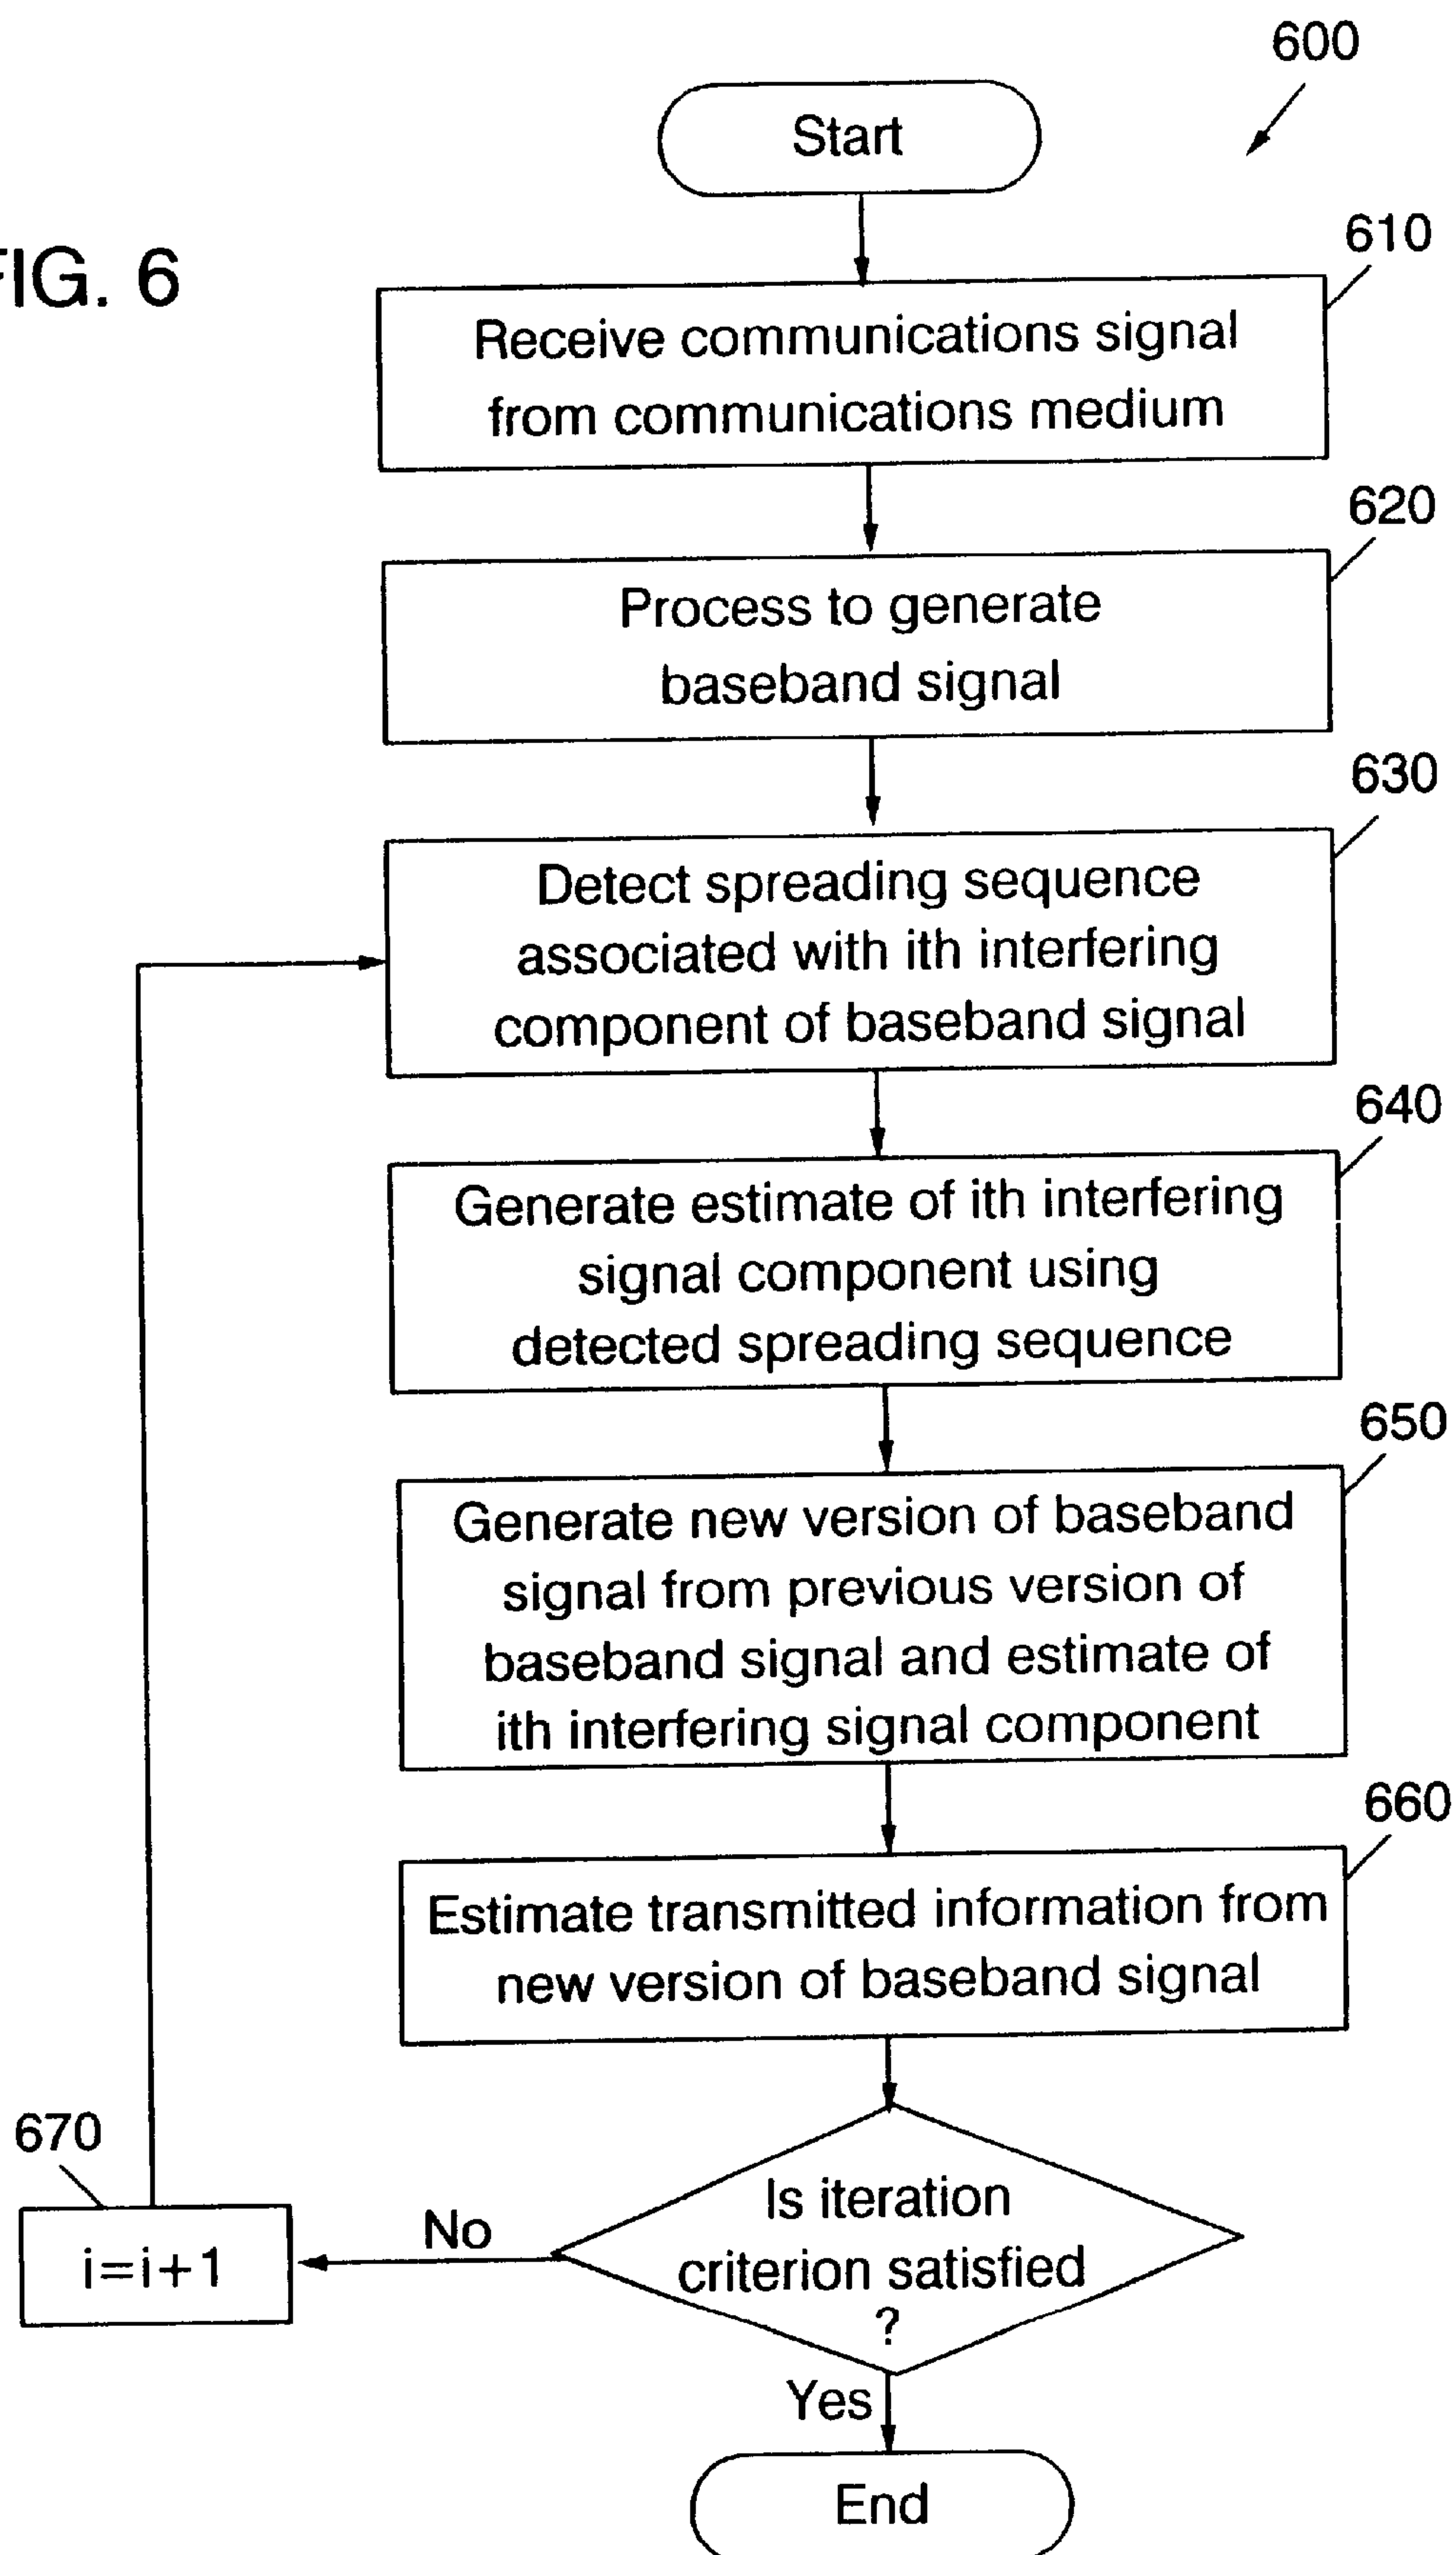 600
Start
FIG. 6
610
Receive communications signal
from communications medium
620
Process to generate
baseband signal
630
Detect spreading sequence
associated with ith interfering
component of baseband signal
640
Generate estimate of ith interfering
signal component using
detected spreading sequence
650
Generate new version of baseband
signal from previous version of
baseband signal and estimate of
ith interfering signal component
660
Estimate transmitted information from
new version of baseband signal
670
i=i+1
No
Is iteration
criterion satisfied
?
Yes
End